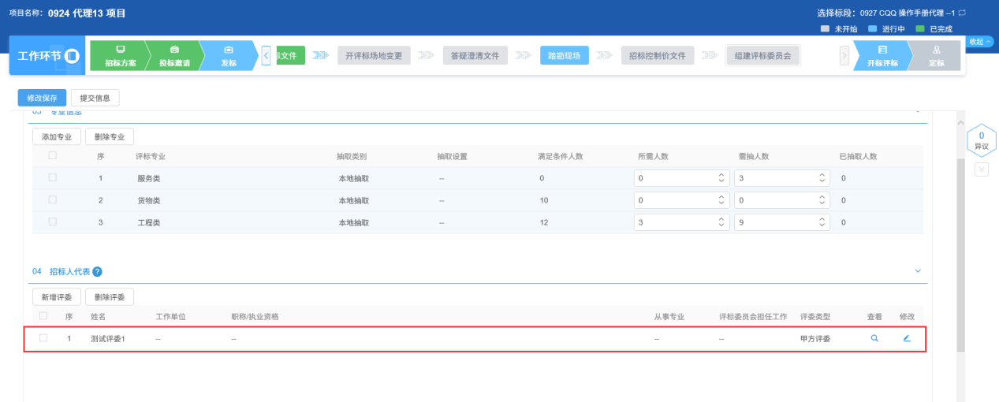 项目名称: 0924 代理13 项目
选择标段: 0927 CQQ 操作手册代理 --1
未开始 进行中 已完成
收起
工作环节
招标方案 投标邀请 发标 标文件 开评标场地变更 答疑澄清文件 踏勘现场 招标控制价文件 组建评标委员会 开标评标 定标
修改保存 提交信息
03 专业信息
添加专业 删除专业
序 评标专业 抽取类别 抽取设置 满足条件人数 所需人数 需抽人数 已抽取人数
1 服务类 本地抽取 -- 0 0 3 0
2 货物类 本地抽取 -- 10 0 0 0
3 工程类 本地抽取 -- 12 3 9 0
0
异议
04 招标人代表 ?
新增评委 删除评委
序 姓名 工作单位 职称/执业资格 从事专业 评标委员会担任工作 评委类型 查看 修改
1 测试评委1 -- -- -- -- 甲方评委